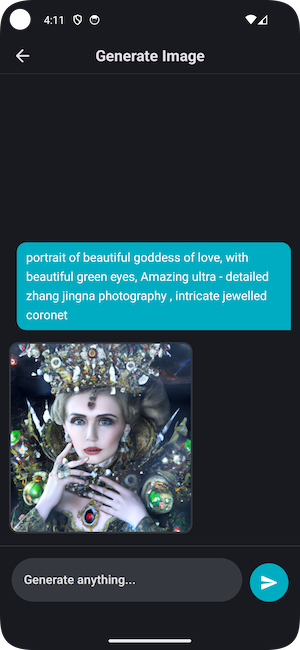 4:11
Generate Image
portrait of beautiful goddess of love, with
beautiful green eyes, Amazing ultra - detailed
zhang jingna photography , intricate jewelled
coronet
Generate anything...